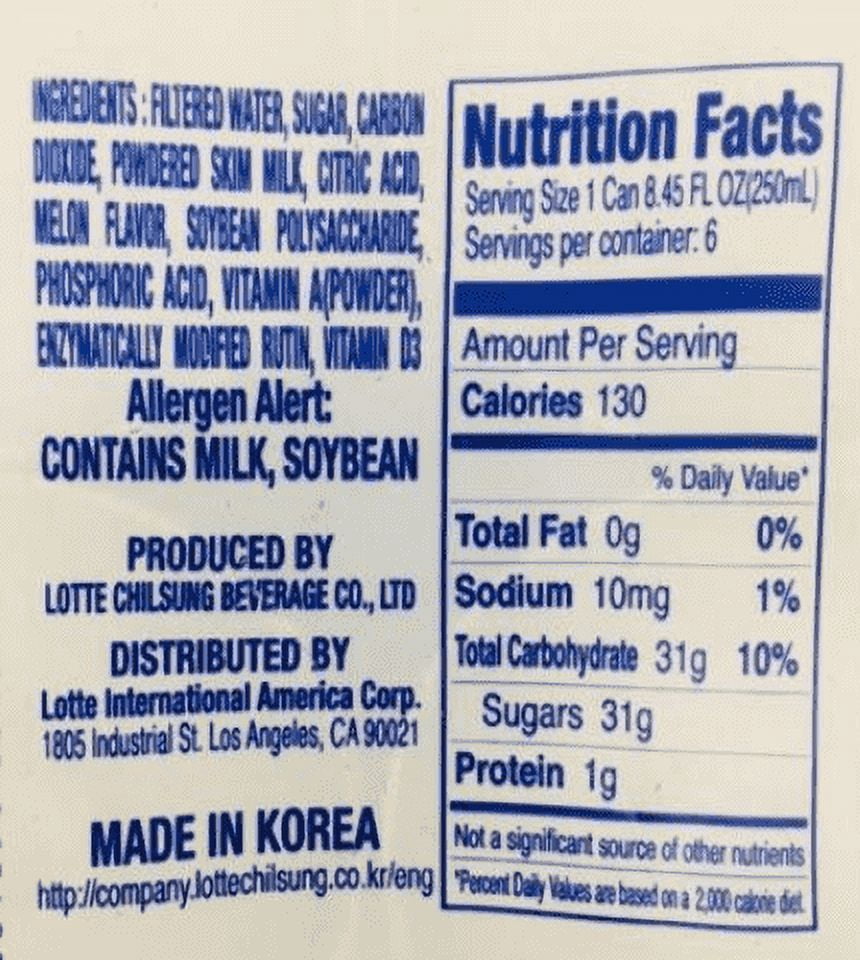 INGREDIENTS : FILTERED WATER, SUGAR, CARBON
DIOXIDE, POWDERED SKIM MILK, CITRIC ACID,
MELON FLAVOR, SOYBEAN POLYSACCHARIDE,
PHOSPHORIC ACID, VITAMIN A(POWDER),
ENZYMATICALLY MODIFIED RUTIN, VITAMIN D3
Allergen Alert:
CONTAINS MILK, SOYBEAN
PRODUCED BY
LOTTE CHILSUNG BEVERAGE CO., LTD
DISTRIBUTED BY
Lotte International America Corp.
1805 Industrial St. Los Angeles, CA 90021
MADE IN KOREA
http://company.lottechilsung.co.kr/eng
Nutrition Facts
Serving Size 1 Can 8.45 FL OZ(250mL)
Servings per container: 6
Amount Per Serving
Calories 130
% Daily Value*
Total Fat 0g 0%
Sodium 10mg 1%
Total Carbohydrate 31g 10%
Sugars 31g
Protein 1g
Not a significant source of other nutrients
*Percent Daily Values are based on a 2,000 calorie diet.